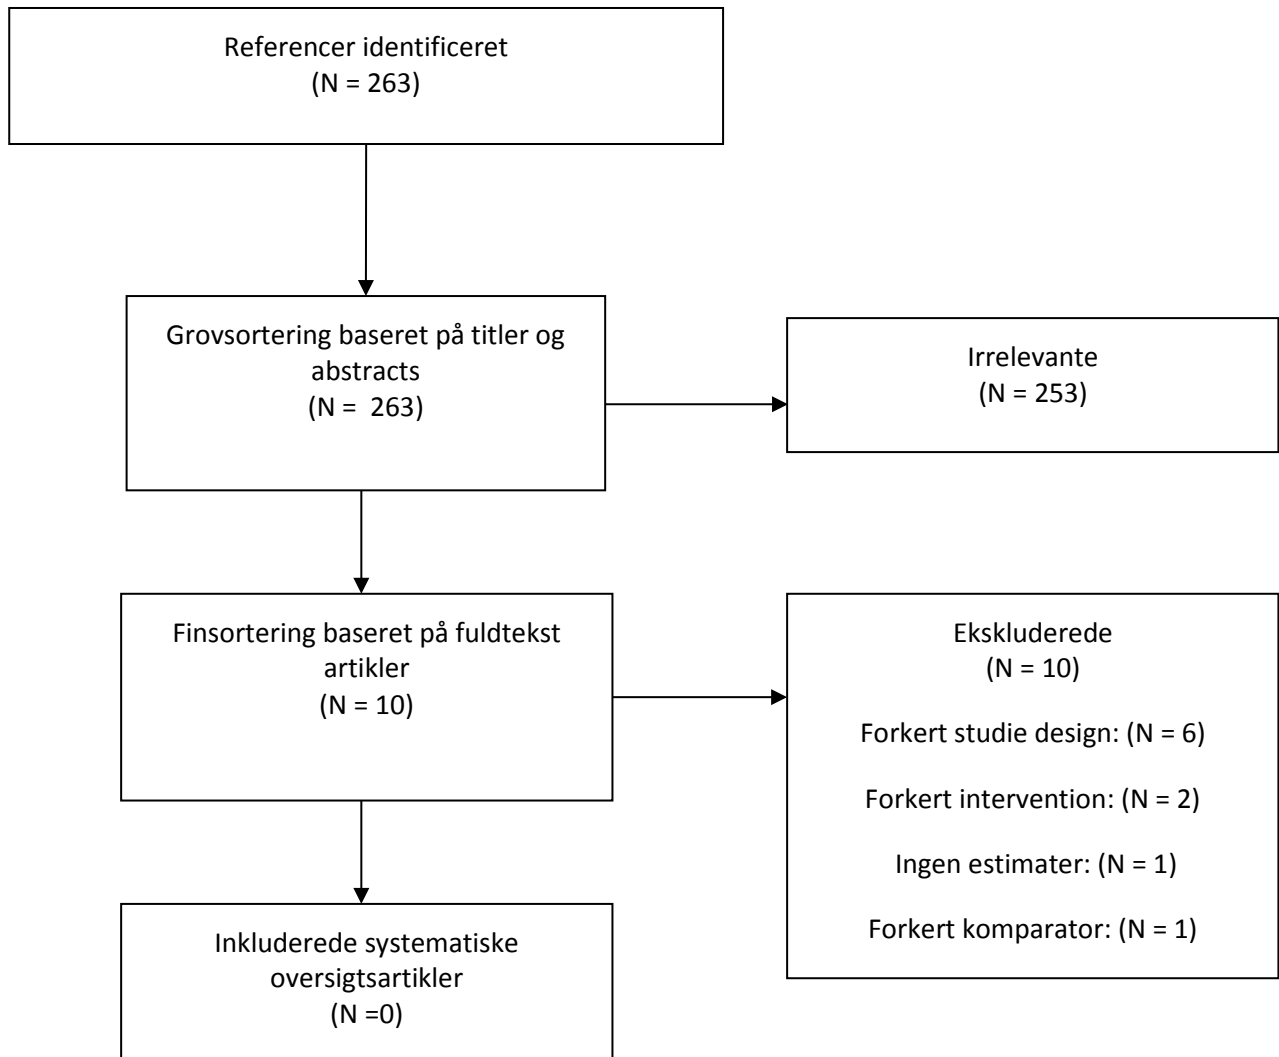 Referencer identificeret
(N = 263)
Grovsortering baseret på titler og
abstracts
(N =  263)
Irrelevante
(N = 253)
Finsortering baseret på fuldtekst
artikler
(N = 10)
Ekskluderede
(N = 10)
Forkert studie design: (N = 6)
Forkert intervention: (N = 2)
Ingen estimater: (N = 1)
Forkert komparator: (N = 1)
Inkluderede systematiske
oversigtsartikler
(N =0)